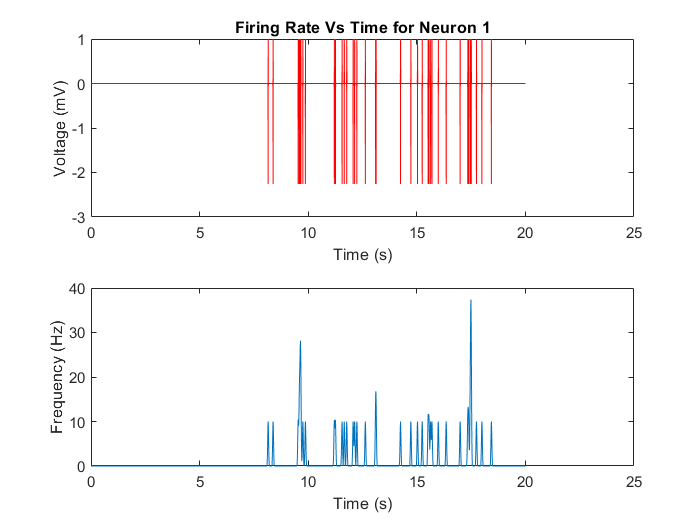 Firing Rate Vs Time for Neuron 1
Voltage (mV)
1
0
-1
-2
-3
0 5 10 15 20 25
Time (s)
Frequency (Hz)
40
30
20
10
0
0 5 10 15 20 25
Time (s)